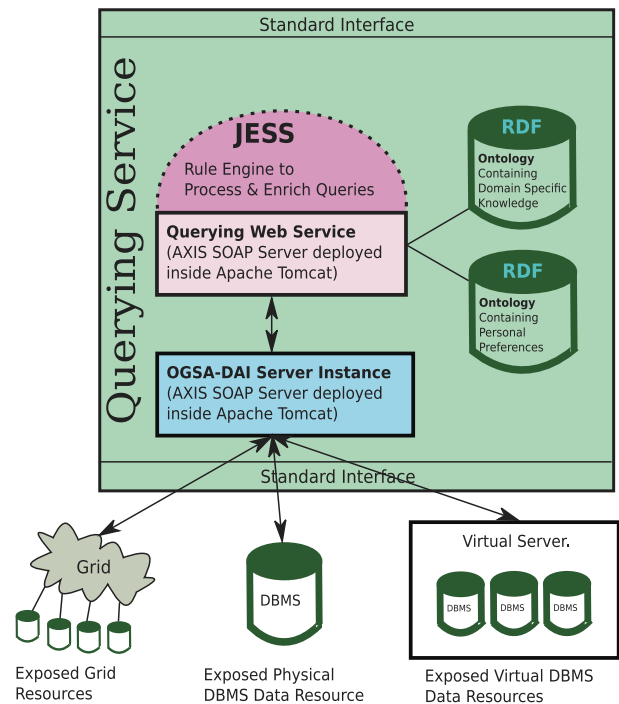 Standard Interface
Querying Service
JESS
Rule Engine to
Process & Enrich Queries
RDF
Ontology
Containing
Domain Specific
Knowledge
Querying Web Service
(AXIS SOAP Server deployed
inside Apache Tomcat)
RDF
Ontology
Containing
Personal
Preferences
OGSA-DAI Server Instance
(AXIS SOAP Server deployed
inside Apache Tomcat)
Standard Interface
Grid
Exposed Grid
Resources
DBMS
Exposed Physical
DBMS Data Resource
Virtual Server.
DBMS
DBMS
DBMS
Exposed Virtual DBMS
Data Resources